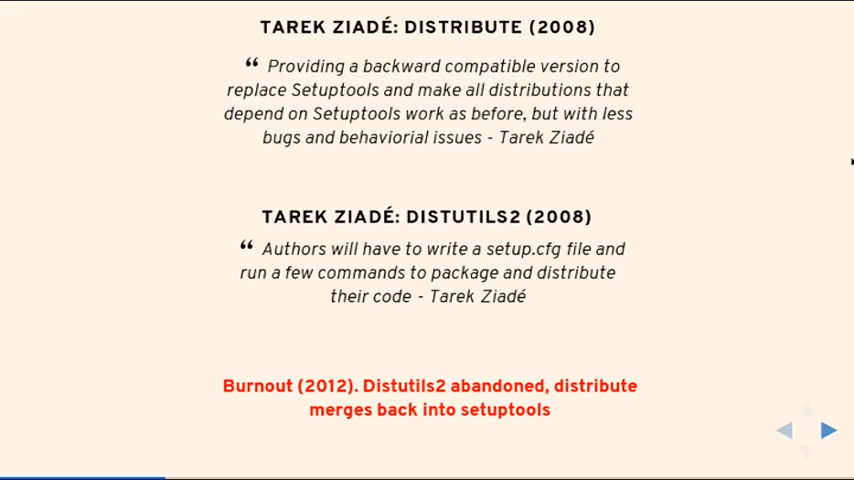 TAREK ZIADÉ: DISTRIBUTE (2008)
“ Providing a backward compatible version to
replace Setuptools and make all distributions that
depend on Setuptools work as before, but with less
bugs and behaviorial issues - Tarek Ziadé
TAREK ZIADÉ: DISTUTILS2 (2008)
“ Authors will have to write a setup.cfg file and
run a few commands to package and distribute
their code - Tarek Ziadé
Burnout (2012). Distutils2 abandoned, distribute
merges back into setuptools